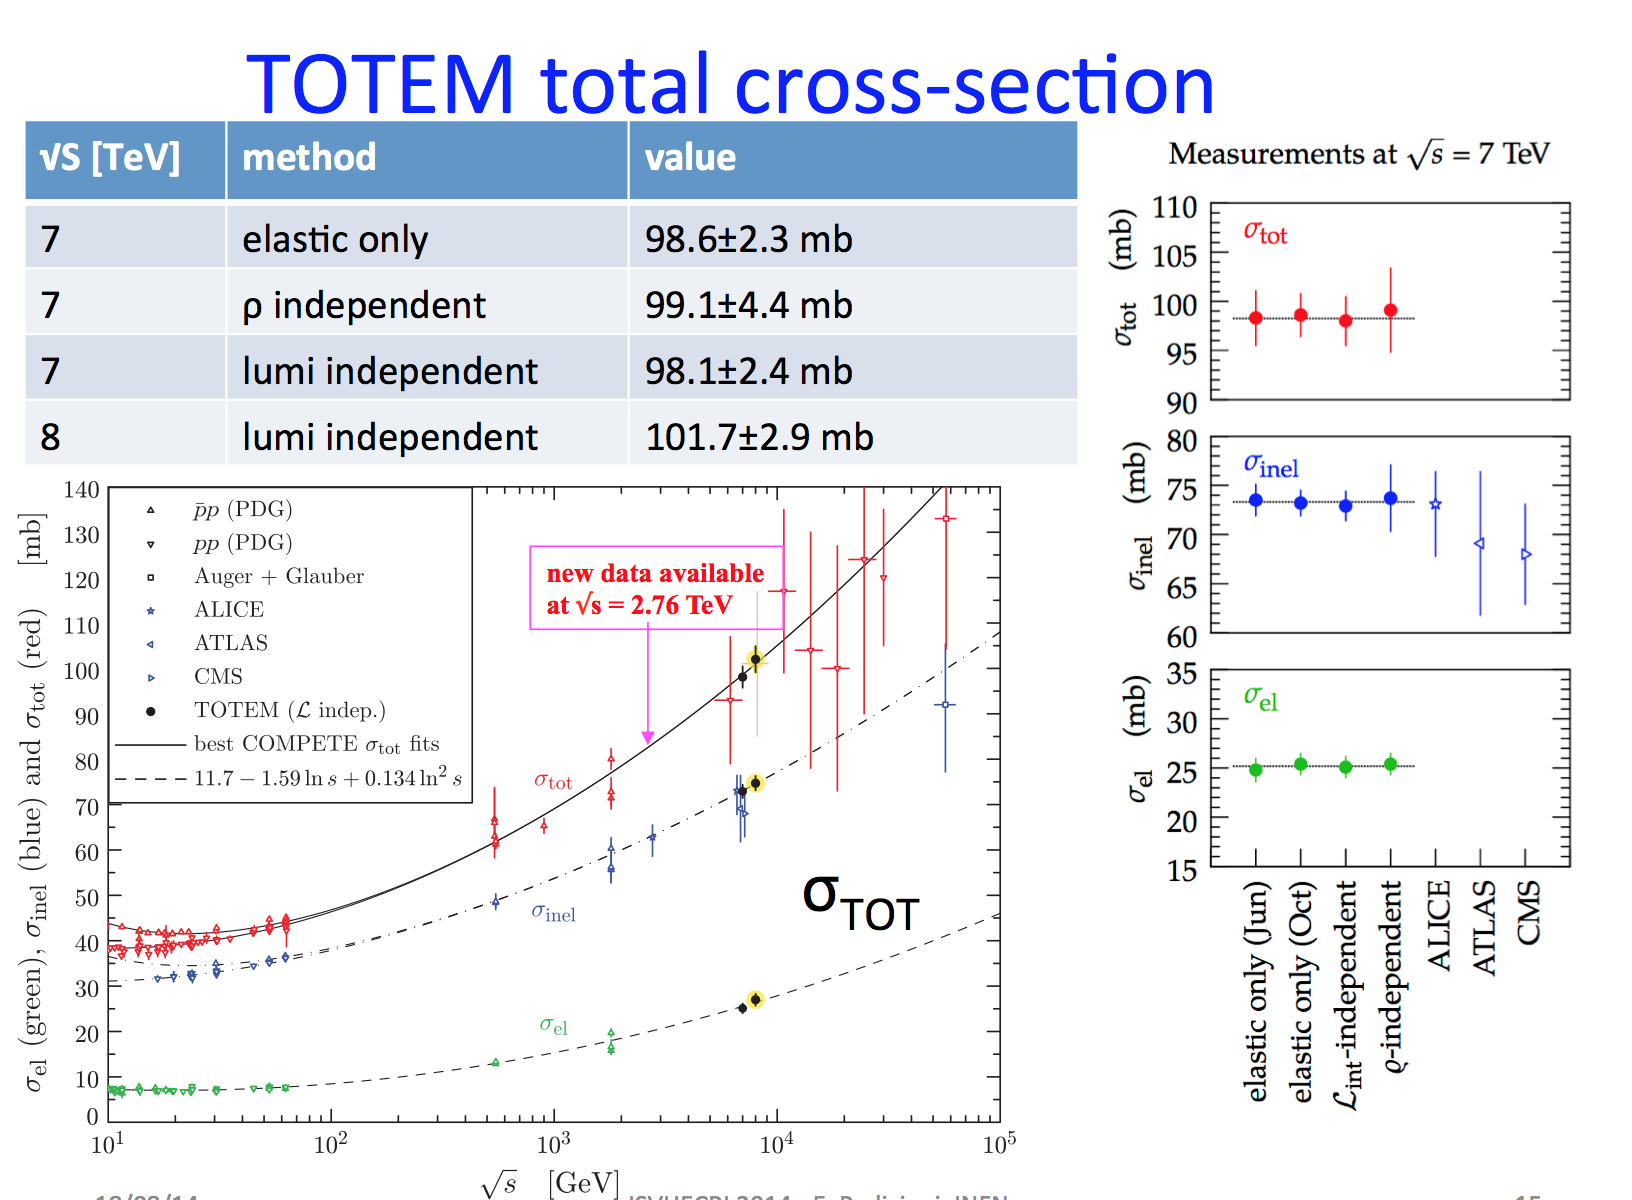 TOTEM total cross-section
√S [TeV] method value
7 elastic only 98.6±2.3 mb
7 ρ independent 99.1±4.4 mb
7 lumi independent 98.1±2.4 mb
8 lumi independent 101.7±2.9 mb
σel (green), σinel (blue) and σtot (red) [mb]
140
130
120
110
100
90
80
70
60
50
40
30
20
10
0
p̄p (PDG)
pp (PDG)
Auger + Glauber
ALICE
ATLAS
CMS
TOTEM (ℒ indep.)
best COMPETE σtot fits
11.7 − 1.59 ln s + 0.134 ln² s
new data available
at √s = 2.76 TeV
σtot
σinel
σel
σTOT
10¹ 10² 10³ 10⁴ 10⁵
√s [GeV]
Measurements at √s = 7 TeV
σtot (mb)
110
105
100
95
90
σtot
σinel (mb)
80
75
70
65
60
σinel
σel (mb)
35
30
25
20
15
σel
elastic only (Jun)
elastic only (Oct)
ℒint-independent
ϱ-independent
ALICE
ATLAS
CMS